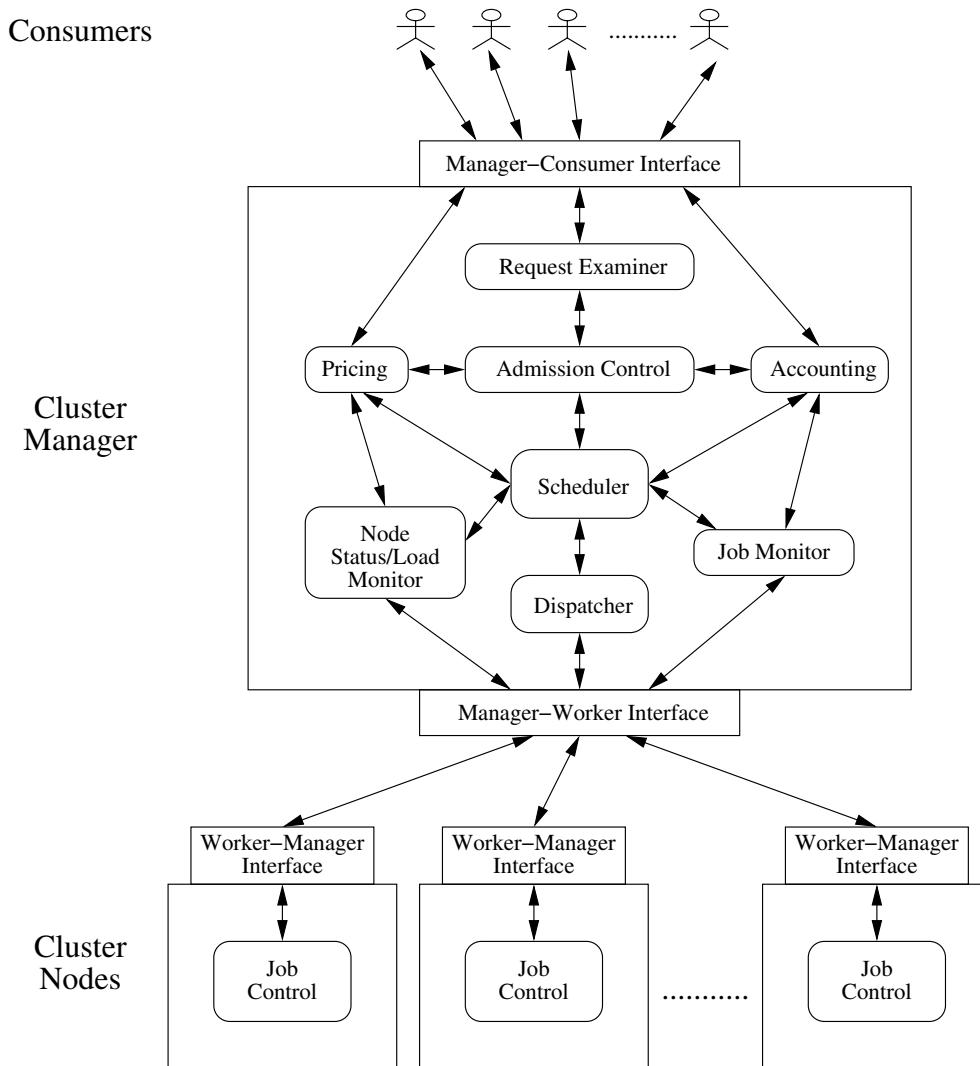 Consumers
...........
Manager–Consumer Interface
Request Examiner
Pricing
Admission Control
Accounting
Cluster
Manager
Scheduler
Node
Status/Load
Monitor
Job Monitor
Dispatcher
Manager–Worker Interface
Worker–Manager
Interface
Worker–Manager
Interface
Worker–Manager
Interface
Cluster
Nodes
Job
Control
Job
Control
...........
Job
Control